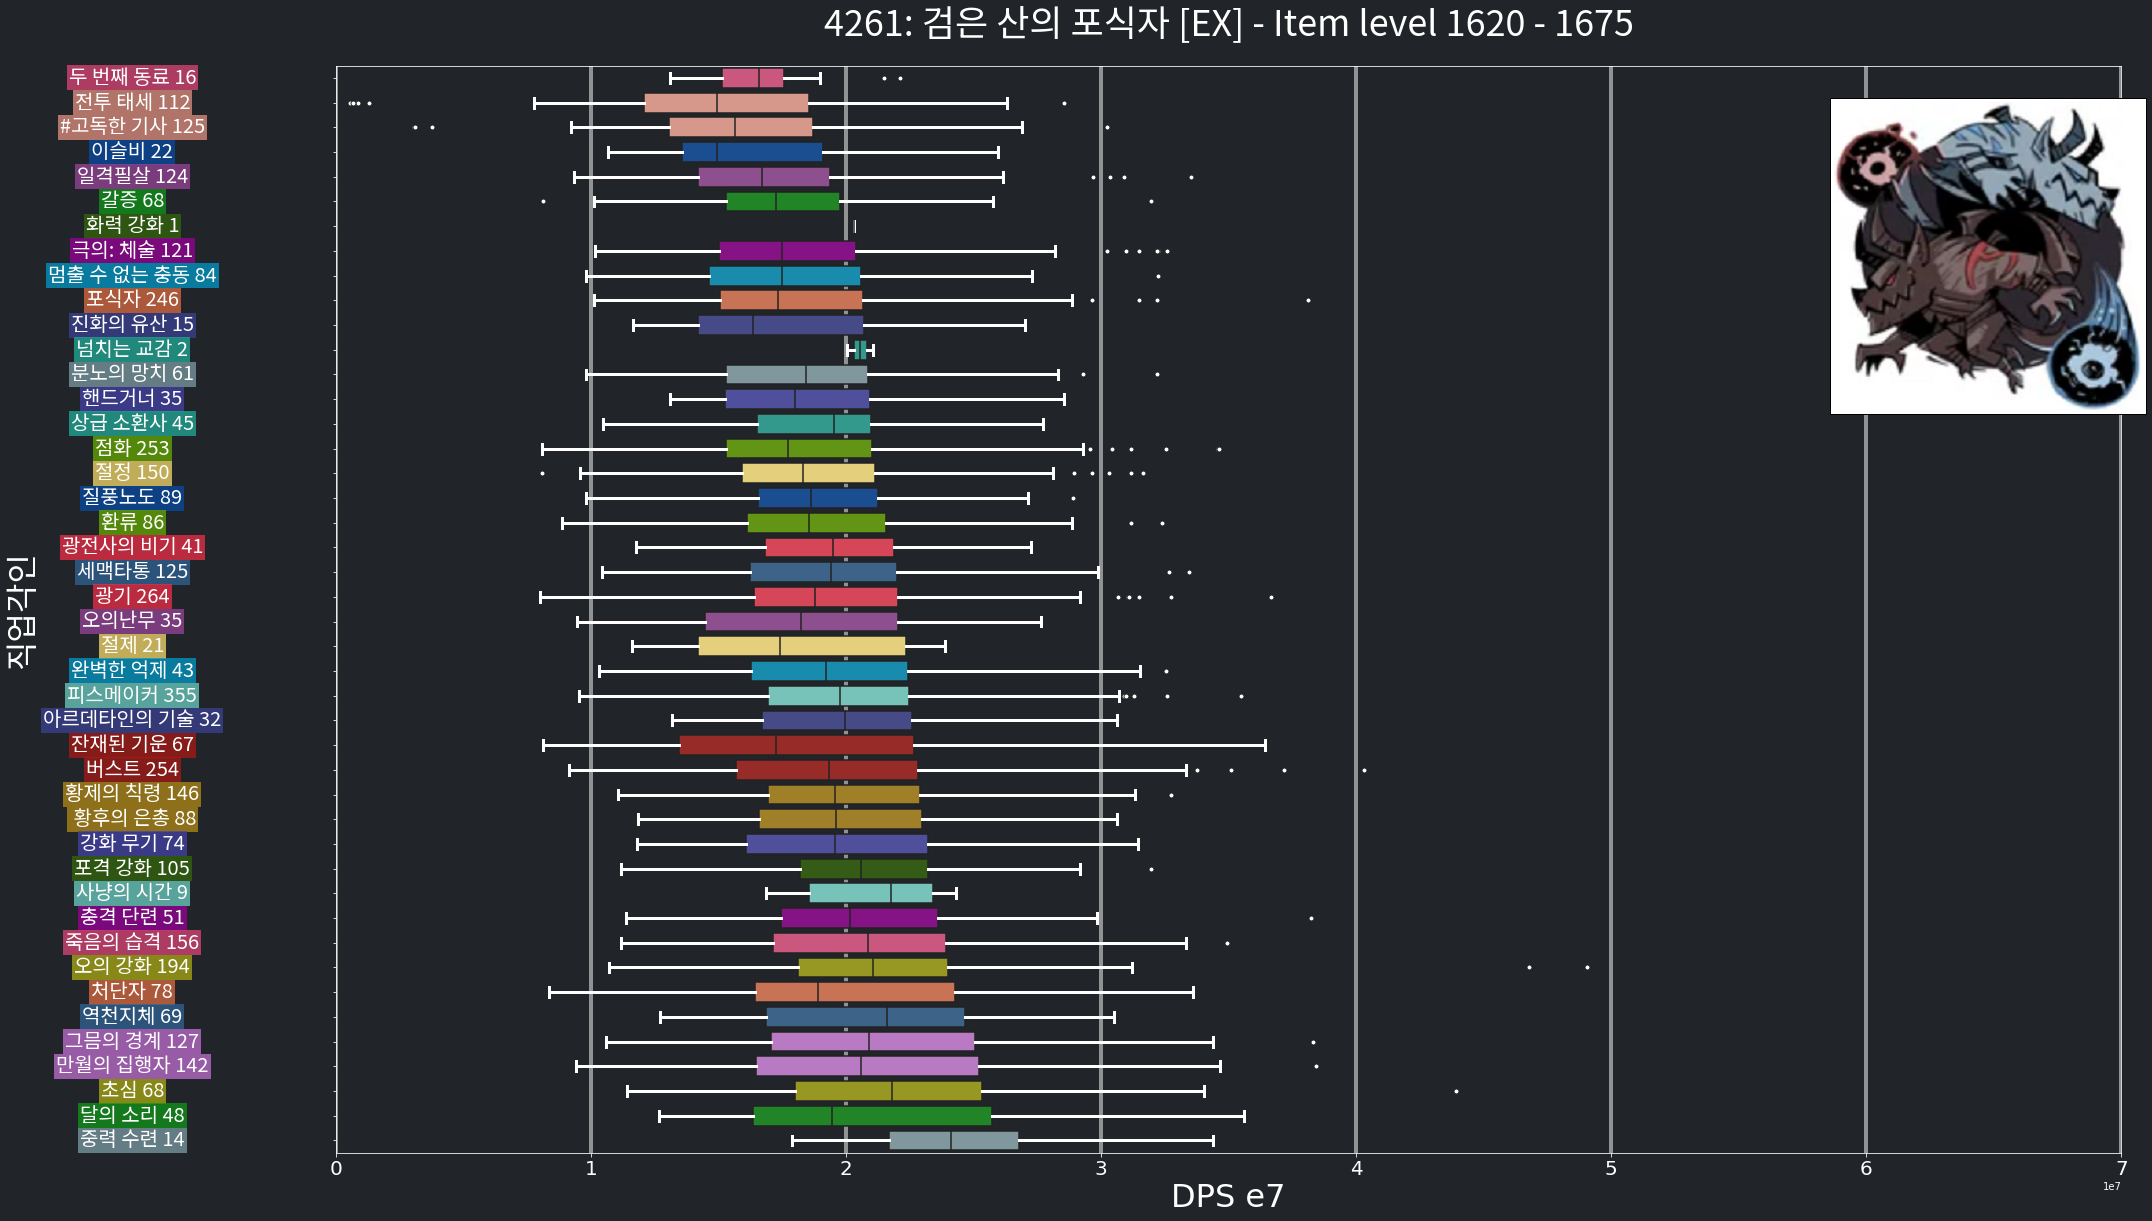 4261: 검은 산의 포식자 [EX] - Item level 1620 - 1675
두 번째 동료 16
전투 태세 112
#고독한 기사 125
이슬비 22
일격필살 124
갈증 68
화력 강화 1
극의: 체술 121
멈출 수 없는 충동 84
포식자 246
진화의 유산 15
넘치는 교감 2
분노의 망치 61
핸드거너 35
상급 소환사 45
점화 253
절정 150
질풍노도 89
환류 86
광전사의 비기 41
세맥타통 125
광기 264
오의난무 35
절제 21
완벽한 억제 43
피스메이커 355
아르데타인의 기술 32
잔재된 기운 67
버스트 254
황제의 칙령 146
황후의 은총 88
강화 무기 74
포격 강화 105
사냥의 시간 9
충격 단련 51
죽음의 습격 156
오의 강화 194
처단자 78
역천지체 69
그믐의 경계 127
만월의 집행자 142
초심 68
달의 소리 48
중력 수련 14
직업각인
0 1 2 3 4 5 6 7
1e7
DPS e7